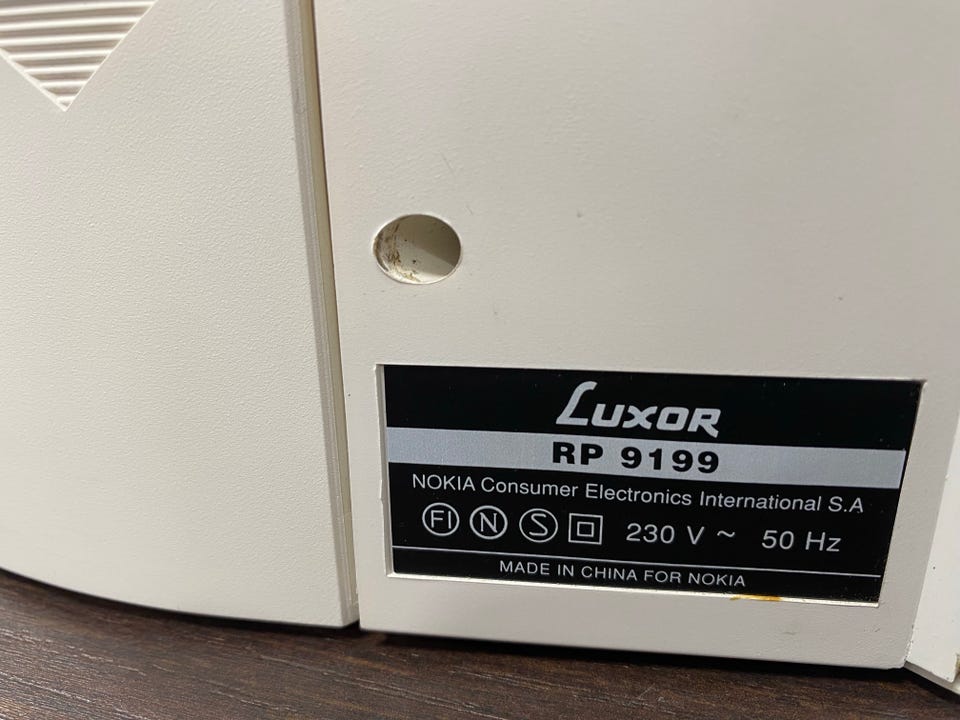 LUXOR
RP 9199
NOKIA Consumer Electronics International S.A
FI N S 230 V ~ 50 Hz
MADE IN CHINA FOR NOKIA